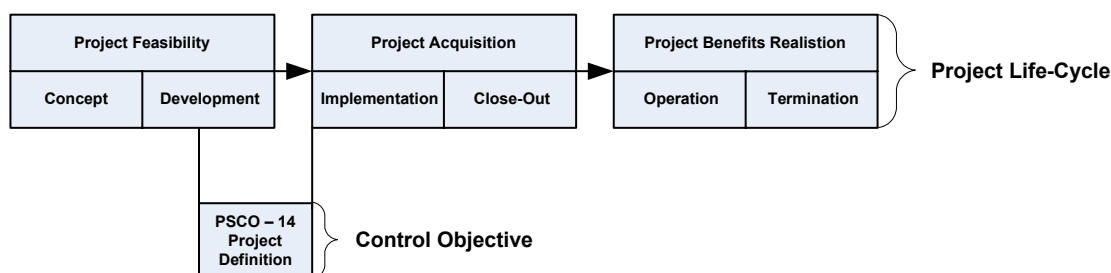 Project Feasibility
Project Acquisition
Project Benefits Realistion
Project Life-Cycle
Concept
Development
Implementation
Close-Out
Operation
Termination
PSCO – 14
Project
Definition
Control Objective